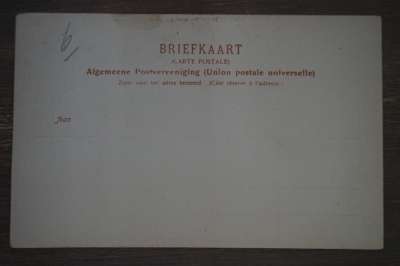 6
BRIEFKAART
(CARTE POSTALE)
Algemeene Postvereeniging (Union postale universelle)
Zijde voor het adres bestemd. (Côté réservé à l'adresse.)
Aan